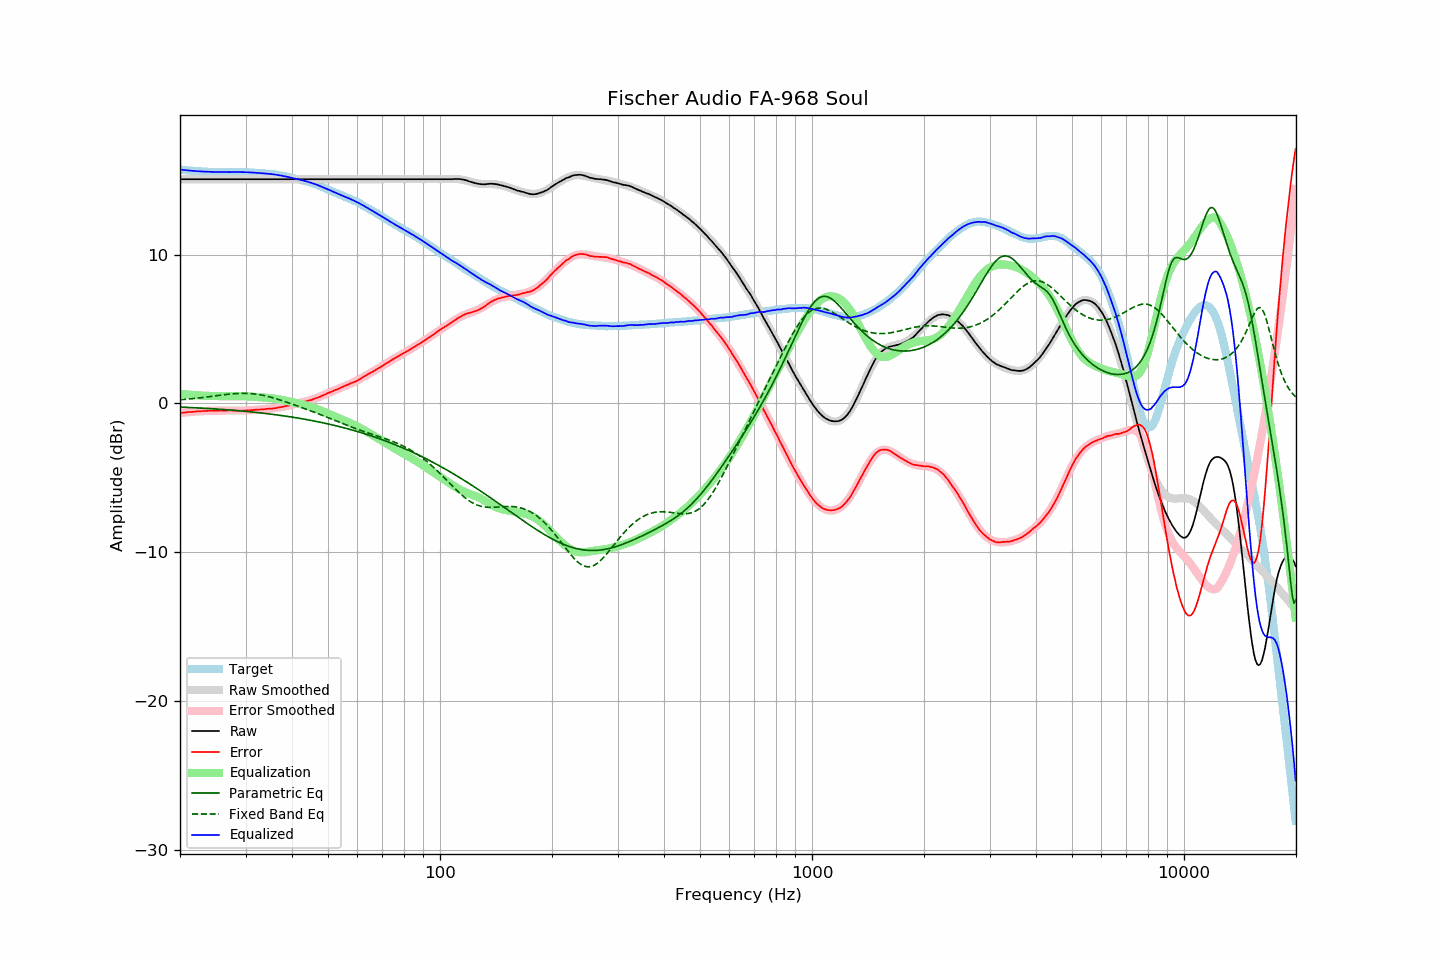 Fischer Audio FA-968 Soul
Amplitude (dBr)
10
0
−10
−20
−30
Target
Raw Smoothed
Error Smoothed
Raw
Error
Equalization
Parametric Eq
Fixed Band Eq
Equalized
100
1000
10000
Frequency (Hz)